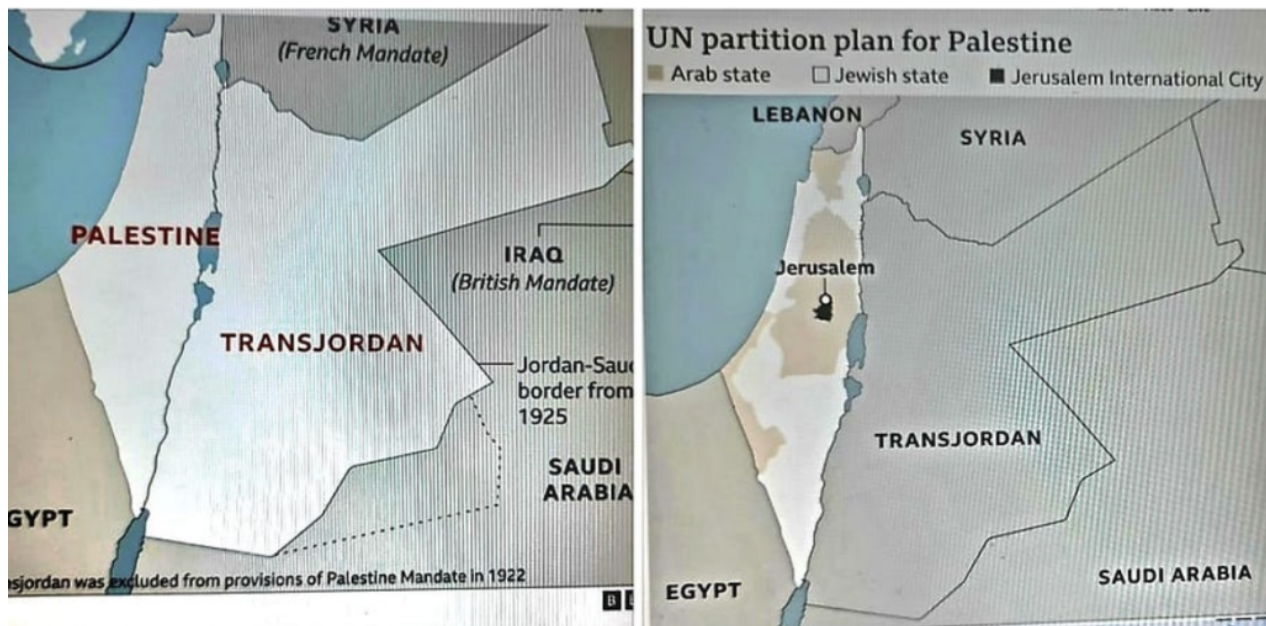 SYRIA
(French Mandate)
PALESTINE
IRAQ
(British Mandate)
TRANSJORDAN
Jordan-Sau
border from
1925
SAUDI
ARABIA
GYPT
nsjordan was excluded from provisions of Palestine Mandate in 1922
B
UN partition plan for Palestine
Arab state
Jewish state
Jerusalem International City
LEBANON
SYRIA
Jerusalem
TRANSJORDAN
SAUDI ARABIA
EGYPT